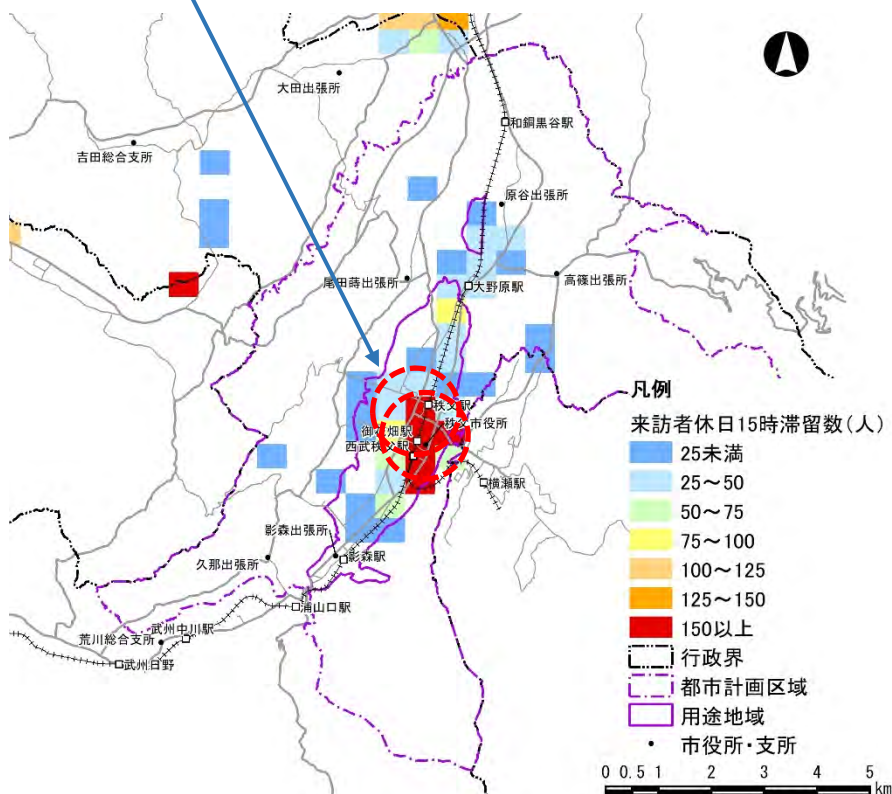 大田出張所
和銅黒谷駅
吉田総合支所
原谷出張所
尾田蒔出張所
大野原駅
高篠出張所
秩父駅
秩父市役所
御花畑駅
西武秩父駅
横瀬駅
影森出張所
久那出張所
影森駅
浦山口駅
武州中川駅
荒川総合支所
武州日野
凡例
来訪者休日15時滞留数(人)
25未満
25～50
50～75
75～100
100～125
125～150
150以上
行政界
都市計画区域
用途地域
市役所・支所
0 0.5 1 2 3 4 5
km